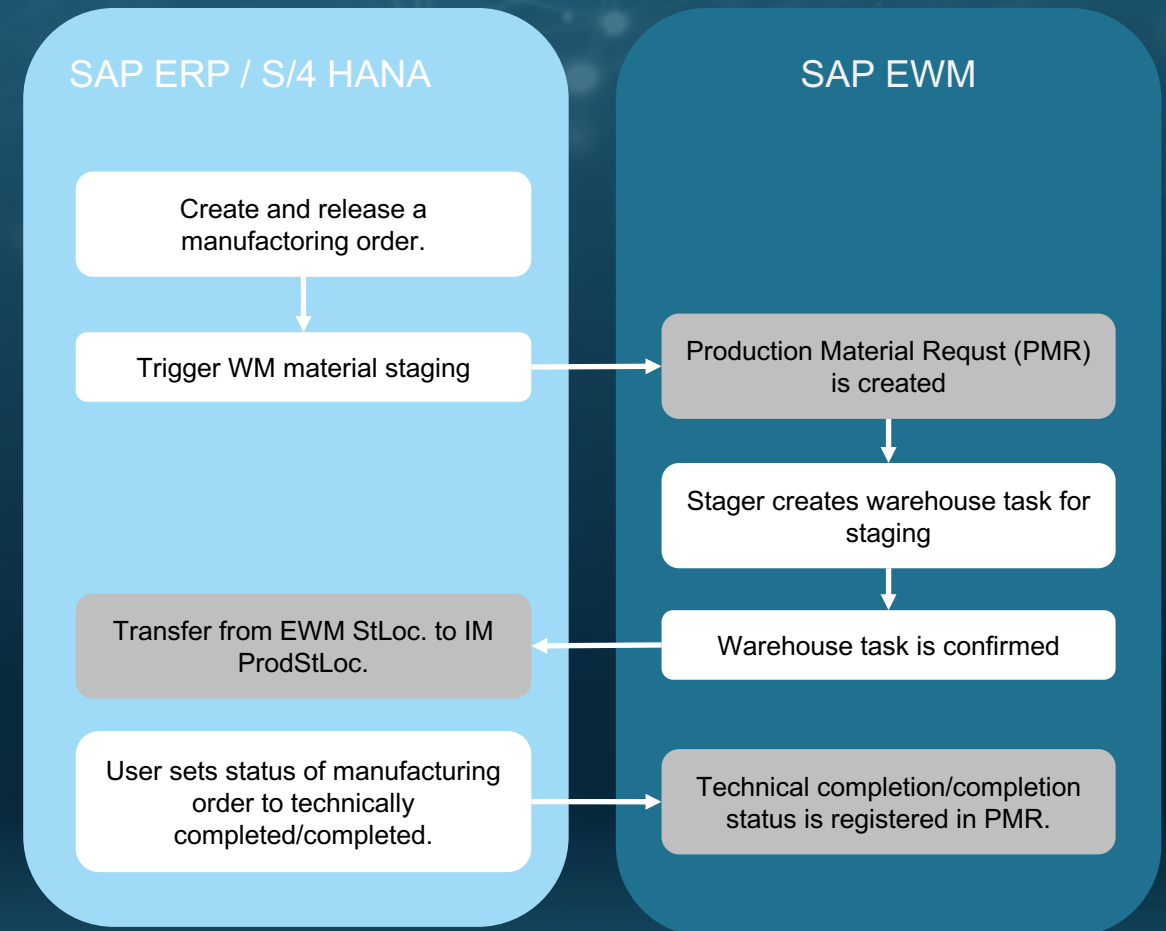 SAP ERP / S/4 HANA
SAP EWM
Create and release a
manufactoring order.
Trigger WM material staging
Production Material Requst (PMR)
is created
Stager creates warehouse task for
staging
Warehouse task is confirmed
Transfer from EWM StLoc. to IM
ProdStLoc.
User sets status of manufacturing
order to technically
completed/completed.
Technical completion/completion
status is registered in PMR.